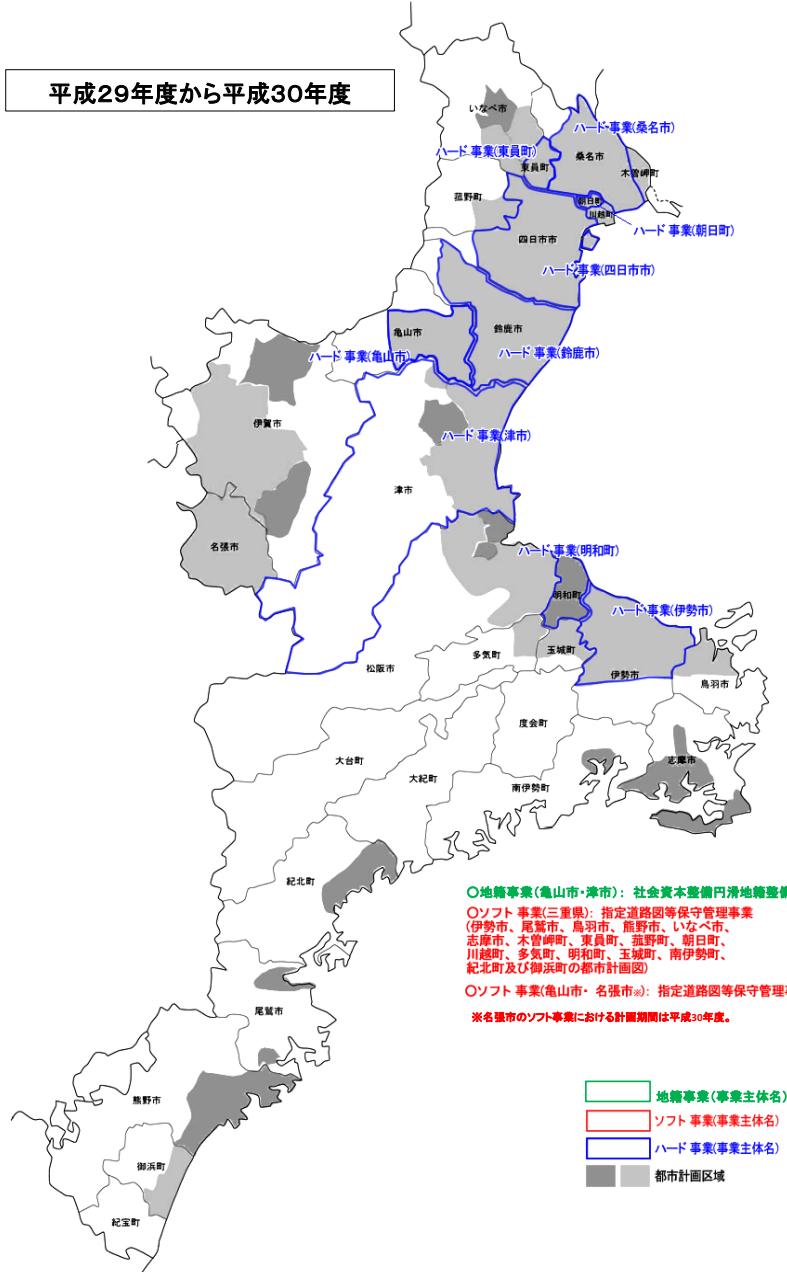 平成29年度から平成30年度
いなべ市
ハード 事業(桑名市)
ハード 事業(東員町)
桑名市
東員町
木曽岬町
菰野町
朝日町
川越町
ハード 事業(朝日町)
四日市市
ハード 事業(四日市市)
亀山市
鈴鹿市
ハード 事業(亀山市)
ハード 事業(鈴鹿市)
伊賀市
ハード 事業(津市)
津市
名張市
ハード 事業(明和町)
明和町
ハード 事業(伊勢市)
多気町
玉城町
松阪市
伊勢市
鳥羽市
度会町
大台町
志摩市
大紀町
南伊勢町
紀北町
〇地籍事業(亀山市・津市): 社会資本整備円滑地籍整備
〇ソフト 事業(三重県): 指定道路図等保守管理事業
(伊勢市、尾鷲市、鳥羽市、熊野市、いなべ市、
志摩市、木曽岬町、東員町、菰野町、朝日町、
川越町、多気町、明和町、玉城町、南伊勢町、
紀北町及び御浜町の都市計画図)
〇ソフト 事業(亀山市・ 名張市※): 指定道路図等保守管理事
※名張市のソフト事業における計画期間は平成30年度。
尾鷲市
熊野市
御浜町
紀宝町
地籍事業(事業主体名)
ソフト 事業(事業主体名)
ハード 事業(事業主体名)
都市計画区域